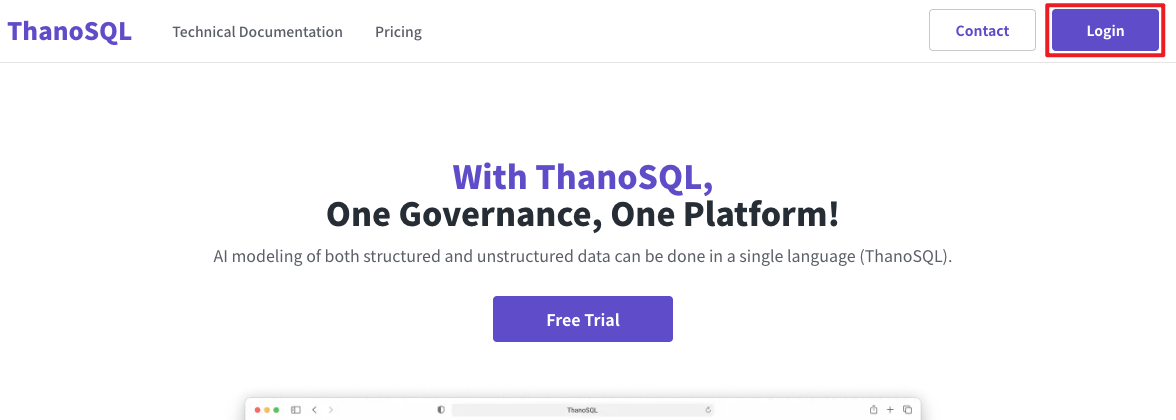 ThanoSQL
Technical Documentation
Pricing
Contact
Login
With ThanoSQL,
One Governance, One Platform!
AI modeling of both structured and unstructured data can be done in a single language (ThanoSQL).
Free Trial
ThanoSQL